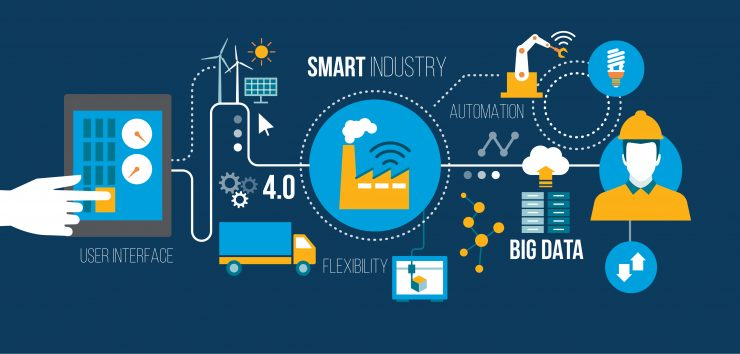 SMART INDUSTRY
AUTOMATION
4.0
USER INTERFACE
FLEXIBILITY
BIG DATA